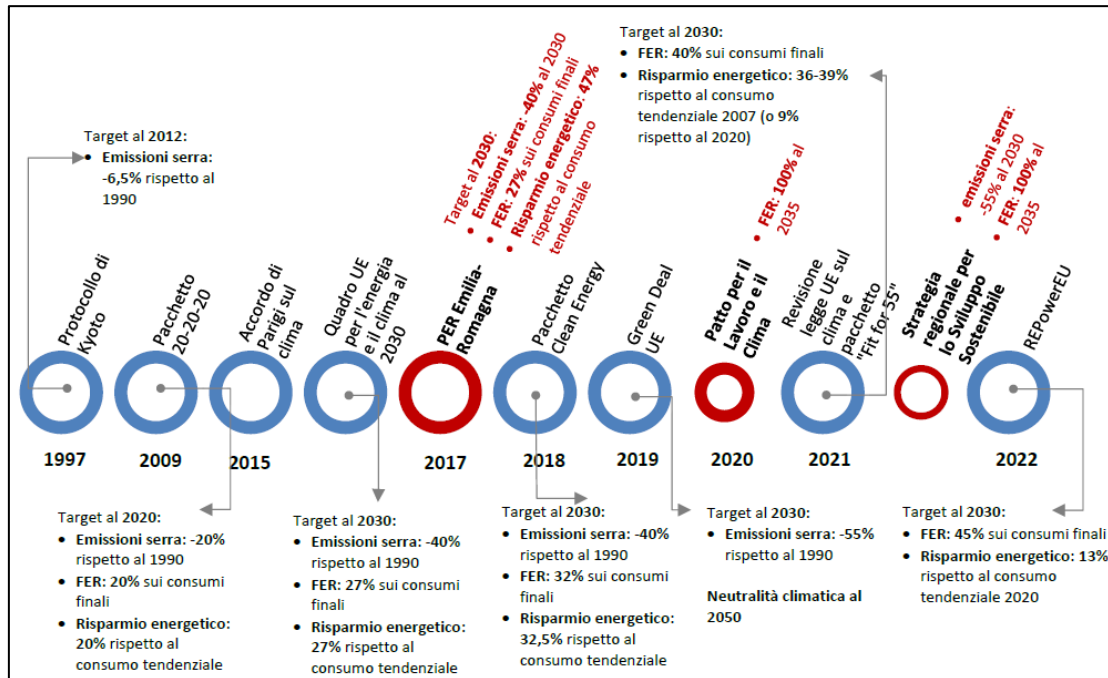 Target al 2012:
• Emissioni serra:
-6,5% rispetto al
1990
Target al 2030:
• Emissioni serra: -40% al 2030
• FER: 27% sui consumi finali
• Risparmio energetico: 47%
rispetto al consumo
tendenziale
Target al 2030:
• FER: 40% sui consumi finali
• Risparmio energetico: 36-39%
rispetto al consumo
tendenziale 2007 (o 9%
rispetto al 2020)
• FER: 100% al
2035
• emissioni serra:
-55% al 2030
• FER: 100% al
2035
Protocollo di
Kyoto
Pacchetto
20-20-20
Accordo di
Parigi sul
clima
Quadro UE
per l'energia
e il clima al
2030
PER Emilia-
Romagna
Pacchetto
Clean Energy
Green Deal
UE
Patto per il
Lavoro e il
Clima
Revisione
legge UE sul
clima e
pacchetto
"Fit for 55"
Strategia
regionale per
lo Sviluppo
Sostenibile
REPowerEU
1997
2009
2015
2017
2018
2019
2020
2021
2022
Target al 2020:
• Emissioni serra: -20%
rispetto al 1990
• FER: 20% sui consumi
finali
• Risparmio energetico:
20% rispetto al
consumo tendenziale
Target al 2030:
• Emissioni serra: -40%
rispetto al 1990
• FER: 27% sui consumi
finali
• Risparmio energetico:
27% rispetto al
consumo tendenziale
Target al 2030:
• Emissioni serra: -40%
rispetto al 1990
• FER: 32% sui consumi
finali
• Risparmio energetico:
32,5% rispetto al
consumo tendenziale
Target al 2030:
• Emissioni serra: -55%
rispetto al 1990
Neutralità climatica al
2050
Target al 2030:
• FER: 45% sui consumi finali
• Risparmio energetico: 13%
rispetto al consumo
tendenziale 2020